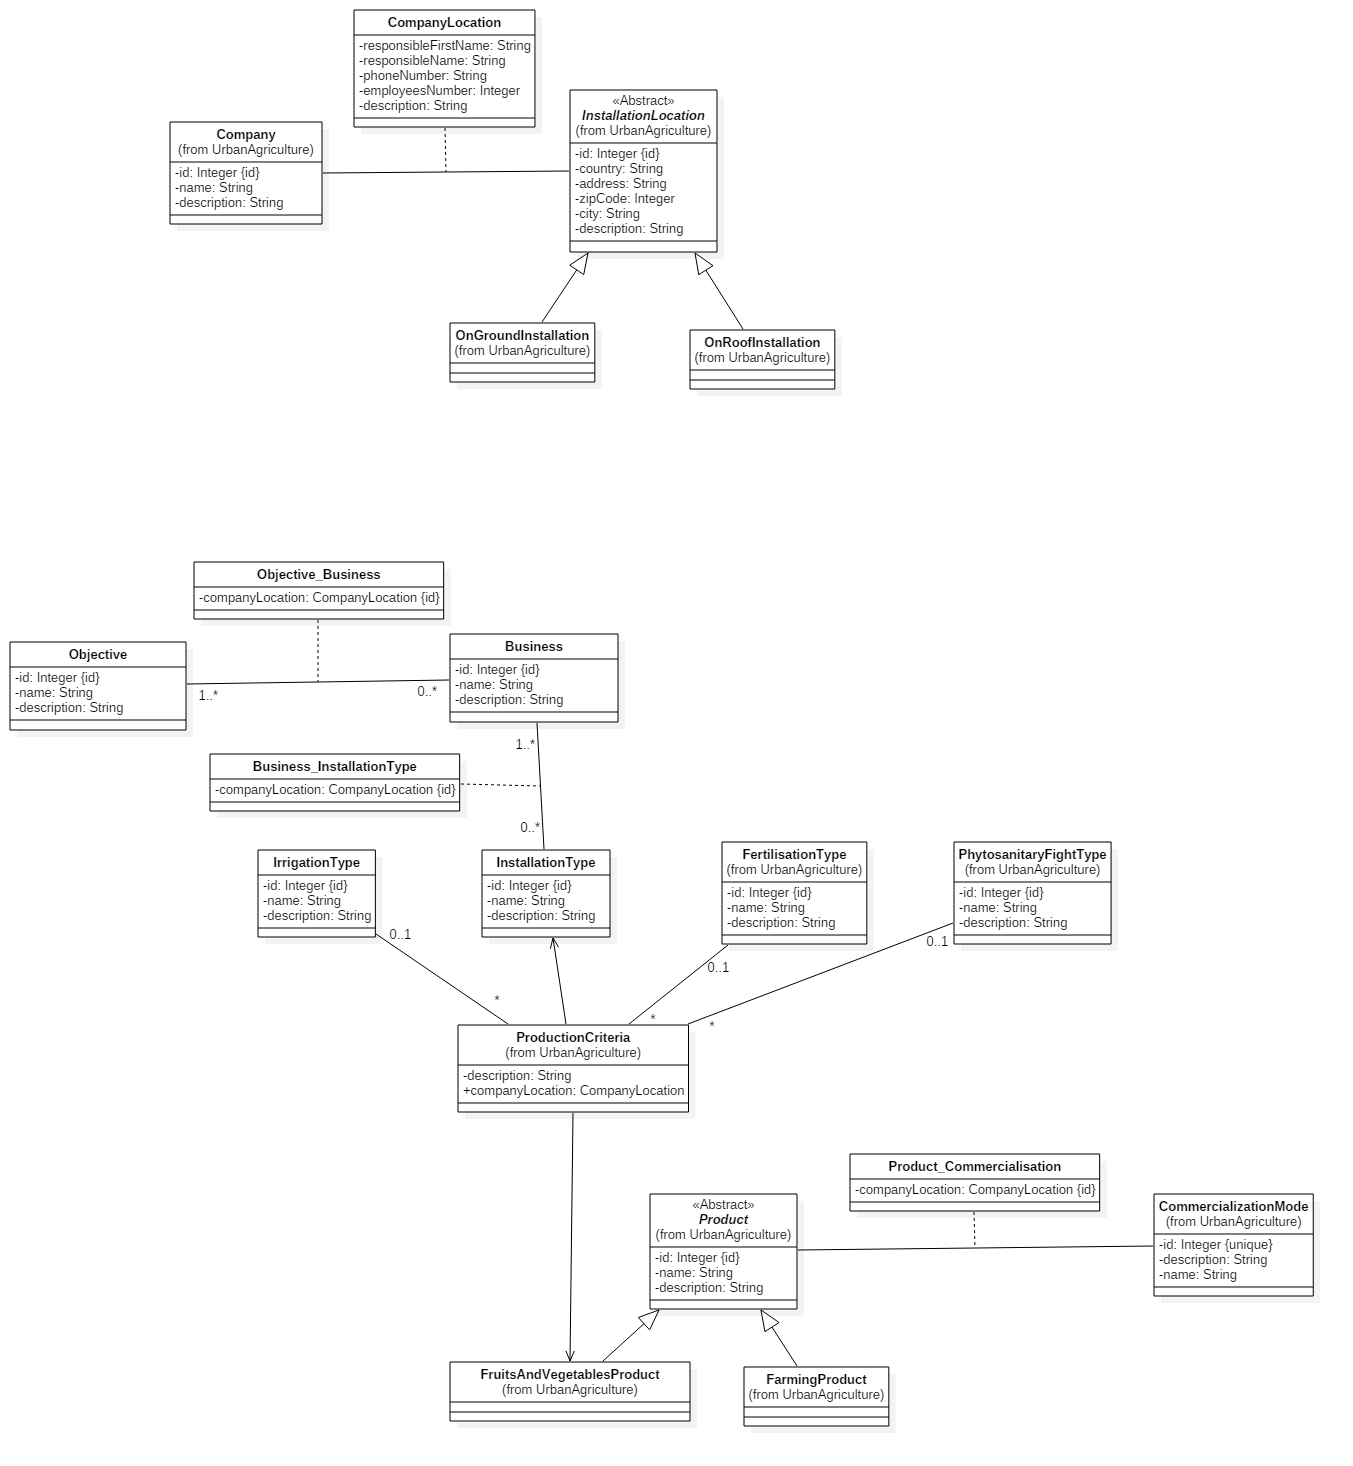 CompanyLocation
-responsibleFirstName: String
-responsibleName: String
-phoneNumber: String
-employeesNumber: Integer
-description: String
«Abstract»
InstallationLocation
(from UrbanAgriculture)
-id: Integer {id}
-country: String
-address: String
-zipCode: Integer
-city: String
-description: String
Company
(from UrbanAgriculture)
-id: Integer {id}
-name: String
-description: String
OnGroundInstallation
(from UrbanAgriculture)
OnRoofInstallation
(from UrbanAgriculture)
Objective_Business
-companyLocation: CompanyLocation {id}
Objective
-id: Integer {id}
-name: String
-description: String
1..*
0..*
Business
-id: Integer {id}
-name: String
-description: String
1..*
Business_InstallationType
-companyLocation: CompanyLocation {id}
0..*
IrrigationType
-id: Integer {id}
-name: String
-description: String
0..1
*
InstallationType
-id: Integer {id}
-name: String
-description: String
FertilisationType
(from UrbanAgriculture)
-id: Integer {id}
-name: String
-description: String
0..1
*
PhytosanitaryFightType
(from UrbanAgriculture)
-id: Integer {id}
-name: String
-description: String
0..1
*
ProductionCriteria
(from UrbanAgriculture)
-description: String
+companyLocation: CompanyLocation
Product_Commercialisation
-companyLocation: CompanyLocation {id}
«Abstract»
Product
(from UrbanAgriculture)
-id: Integer {id}
-name: String
-description: String
CommercializationMode
(from UrbanAgriculture)
-id: Integer {unique}
-description: String
-name: String
FruitsAndVegetablesProduct
(from UrbanAgriculture)
FarmingProduct
(from UrbanAgriculture)